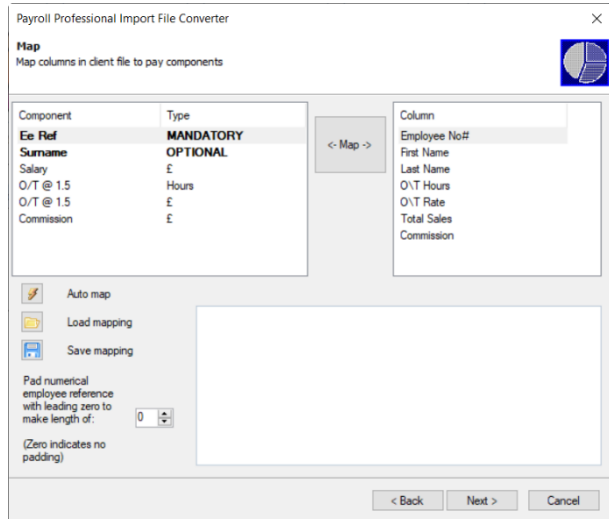 Payroll Professional Import File Converter
Map
Map columns in client file to pay components
Component Type
Ee Ref MANDATORY
Surname OPTIONAL
Salary £
O/T @ 1.5 Hours
O/T @ 1.5 £
Commission £
<- Map ->
Column
Employee No#
First Name
Last Name
O\T Hours
O\T Rate
Total Sales
Commission
Auto map
Load mapping
Save mapping
Pad numerical
employee reference
with leading zero to
make length of: 0
(Zero indicates no
padding)
< Back Next > Cancel